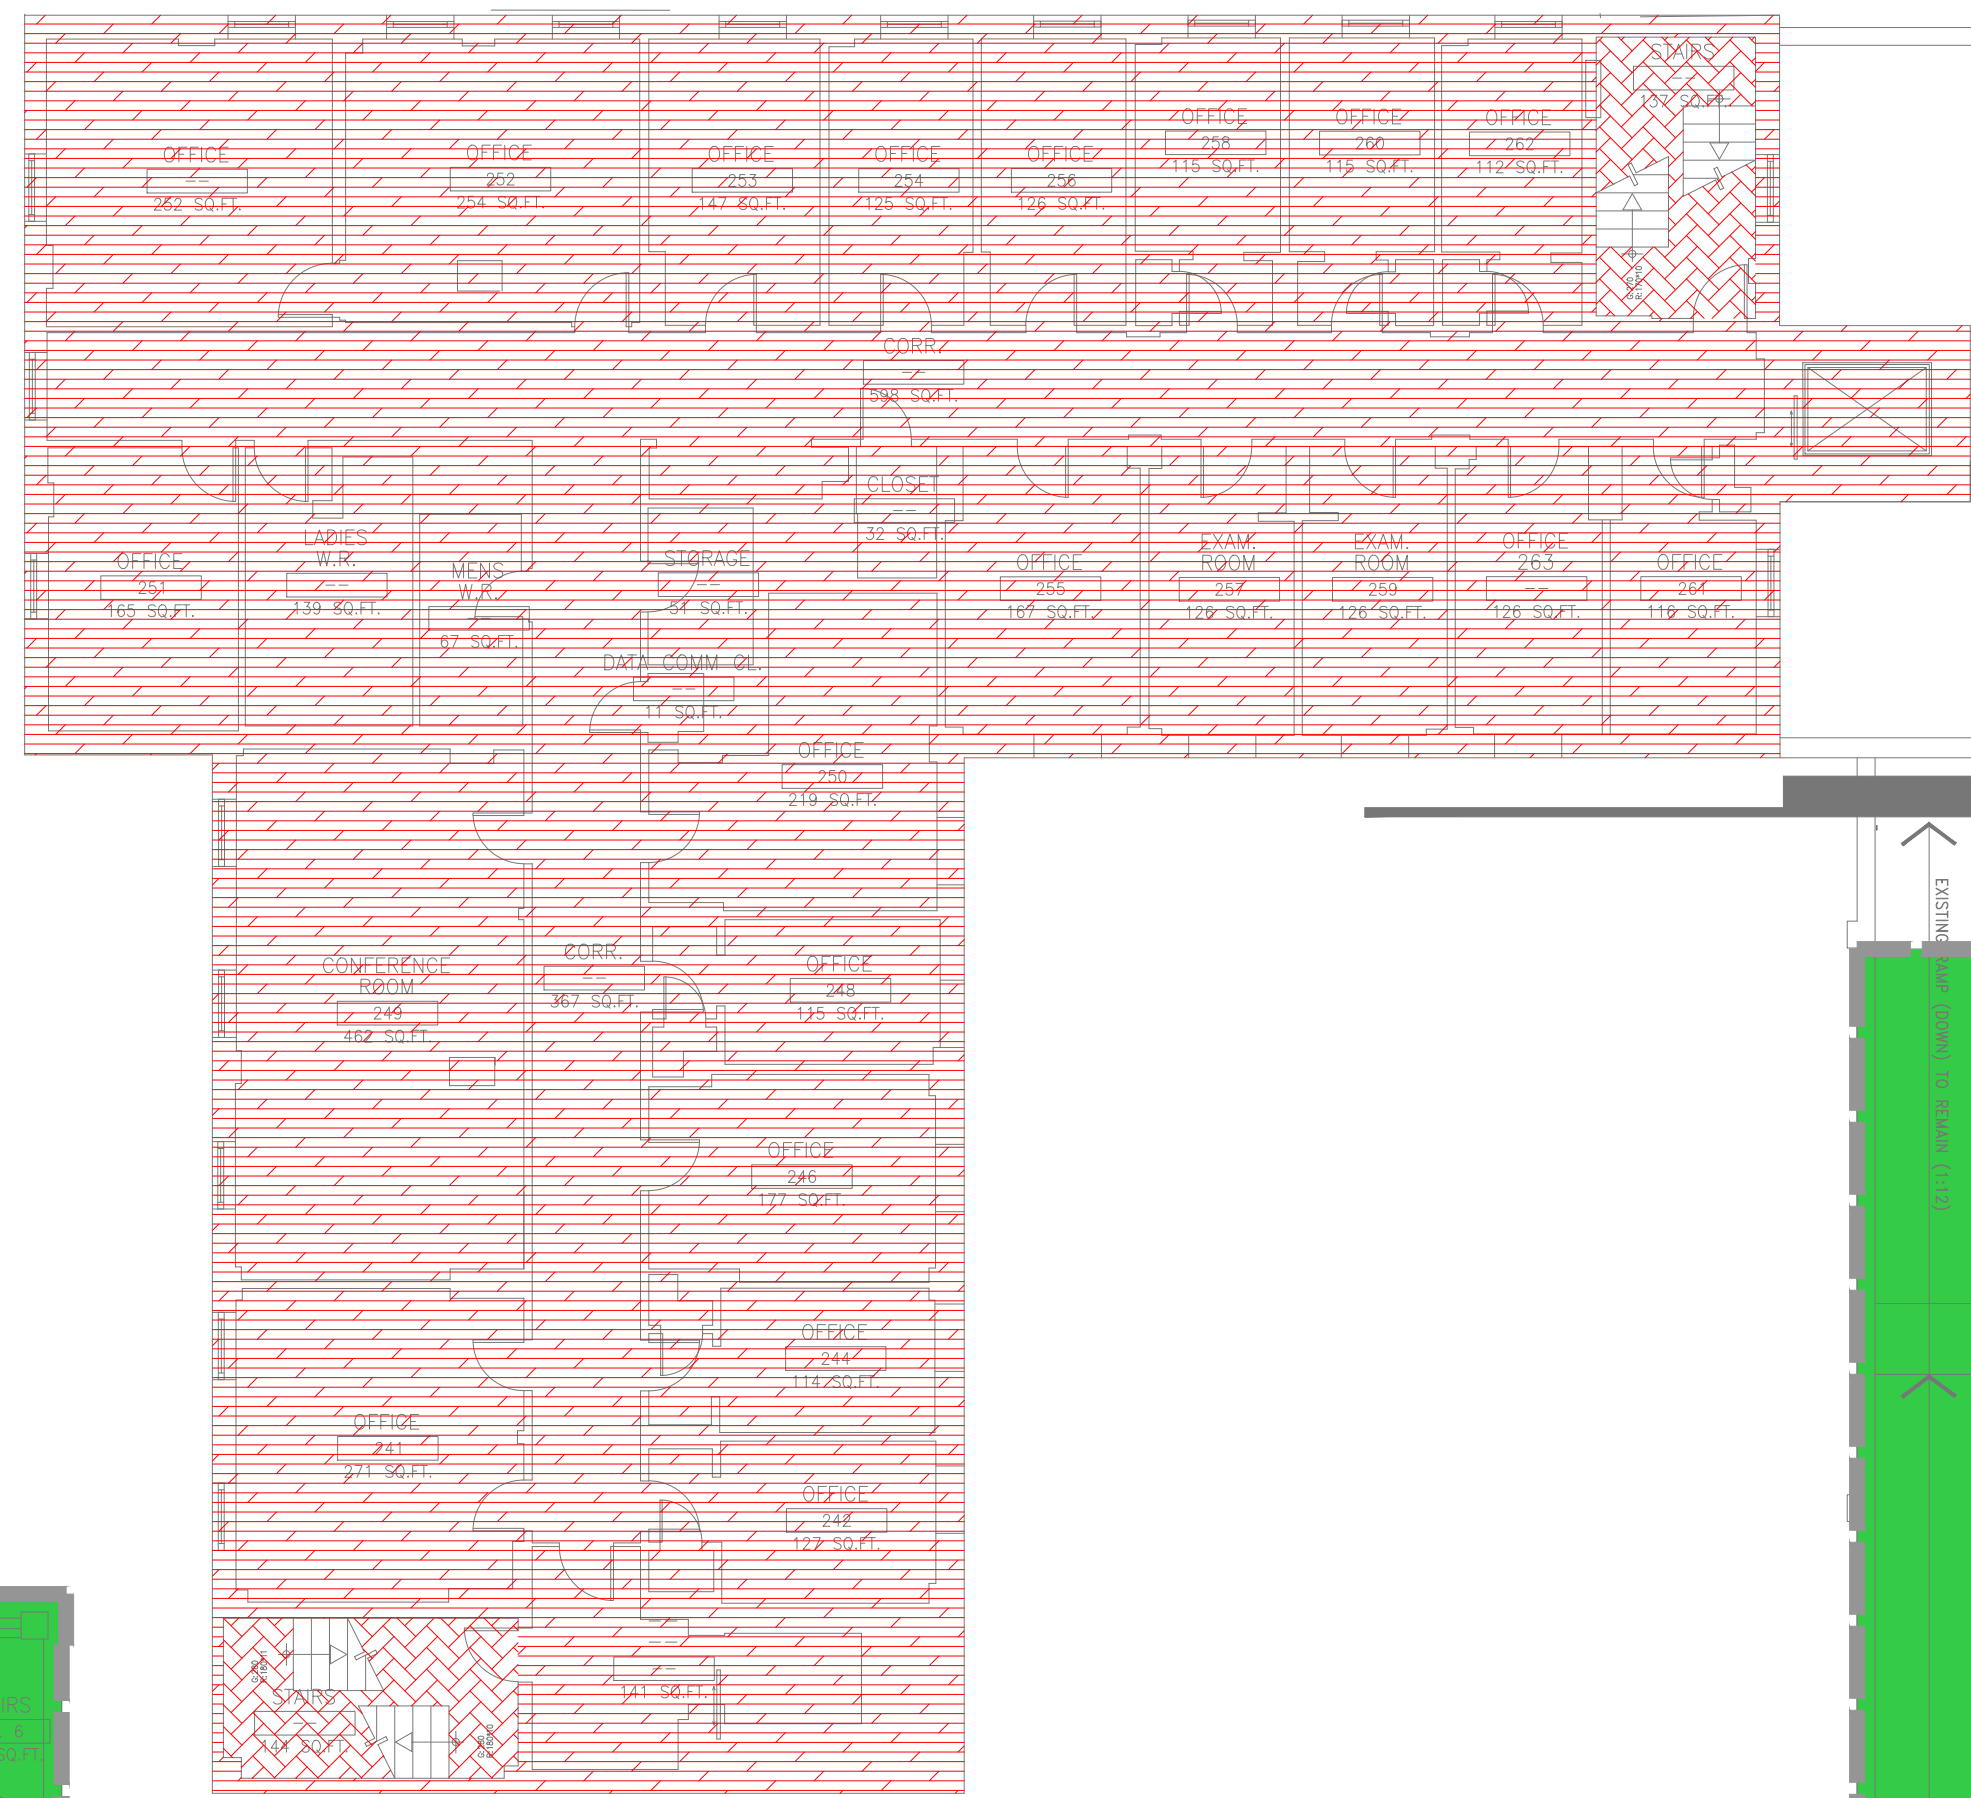 STAIRS
--
137 SQ.FT.
OFFICE
--
252 SQ.FT.
OFFICE
252
254 SQ.FT.
OFFICE
253
147 SQ.FT.
OFFICE
254
125 SQ.FT.
OFFICE
256
126 SQ.FT.
OFFICE
258
115 SQ.FT.
OFFICE
260
115 SQ.FT.
OFFICE
262
112 SQ.FT.
G:270
R:170*10
CORR.
--
598 SQ.FT.
OFFICE
251
165 SQ.FT.
LADIES
W.R.
--
139 SQ.FT.
MENS
W.R.
--
67 SQ.FT.
STORAGE
--
51 SQ.FT.
CLOSET
--
32 SQ.FT.
OFFICE
255
167 SQ.FT.
EXAM.
ROOM
257
126 SQ.FT.
EXAM.
ROOM
259
126 SQ.FT.
OFFICE
263
--
126 SQ.FT.
OFFICE
261
116 SQ.FT.
DATA COMM CL.
--
11 SQ.FT.
OFFICE
250
219 SQ.FT.
CONFERENCE
ROOM
249
462 SQ.FT.
CORR.
--
367 SQ.FT.
OFFICE
248
115 SQ.FT.
EXISTING RAMP (DOWN) TO REMAIN (1:12)
OFFICE
246
177 SQ.FT.
OFFICE
244
114 SQ.FT.
OFFICE
241
271 SQ.FT.
OFFICE
242
127 SQ.FT.
--
--
--
141 SQ.FT.
STAIRS
--
144 SQ.FT.
IRS
6
SQ.FT.